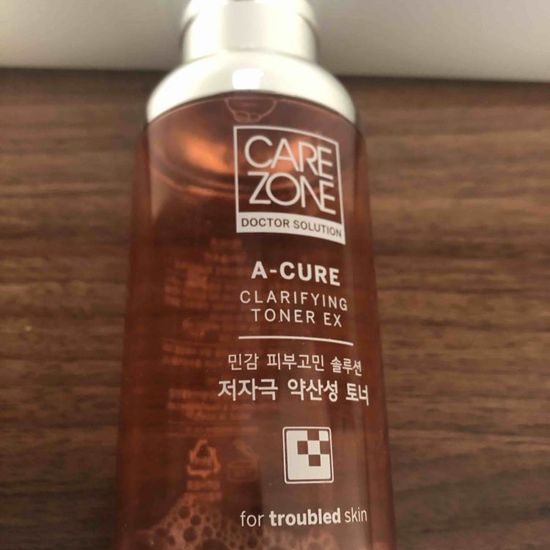 CARE
ZONE
DOCTOR SOLUTION
A-CURE
CLARIFYING
TONER EX
민감 피부고민 솔루션
저자극 약산성 토너
for troubled skin